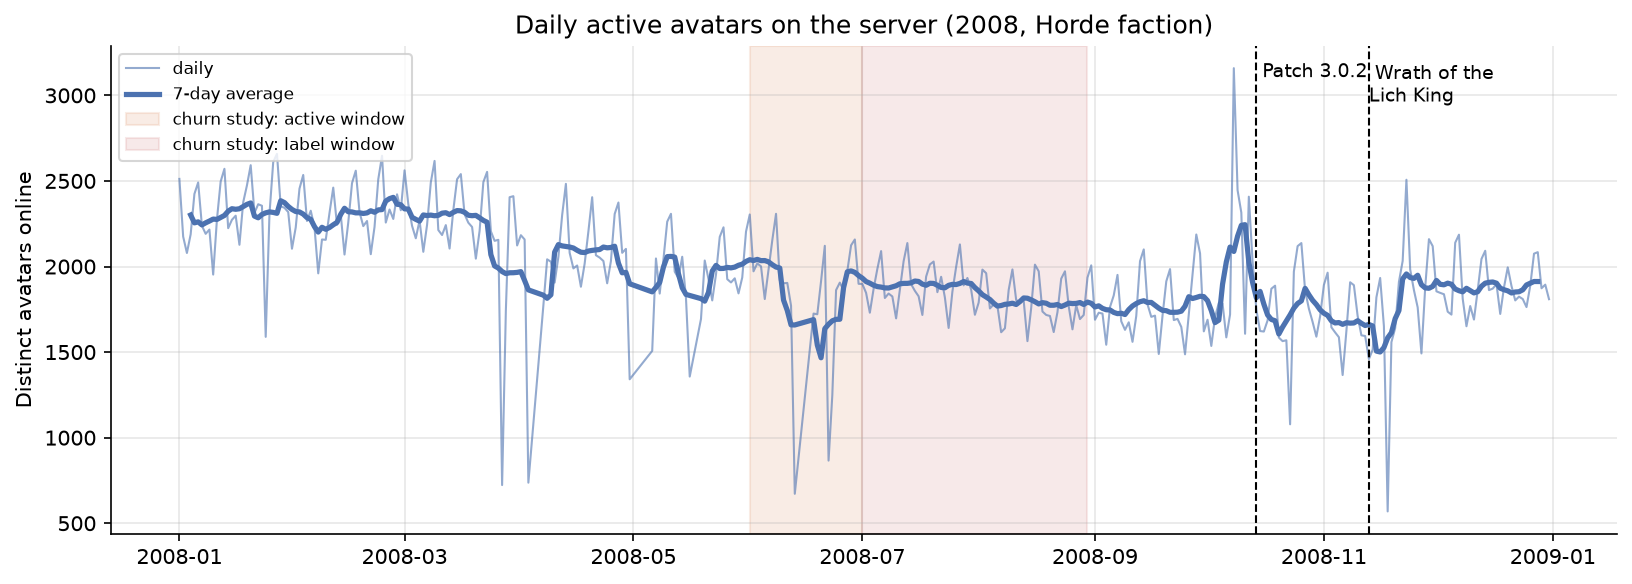 Daily active avatars on the server (2008, Horde faction)
daily
7-day average
churn study: active window
churn study: label window
Patch 3.0.2
Wrath of the
Lich King
Distinct avatars online
3000
2500
2000
1500
1000
500
2008-01
2008-03
2008-05
2008-07
2008-09
2008-11
2009-01